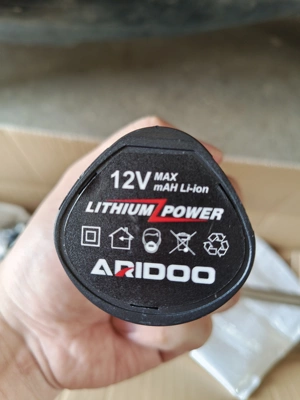 12V MAX
mAH Li-ion
LITHIUM POWER
ARIDOO